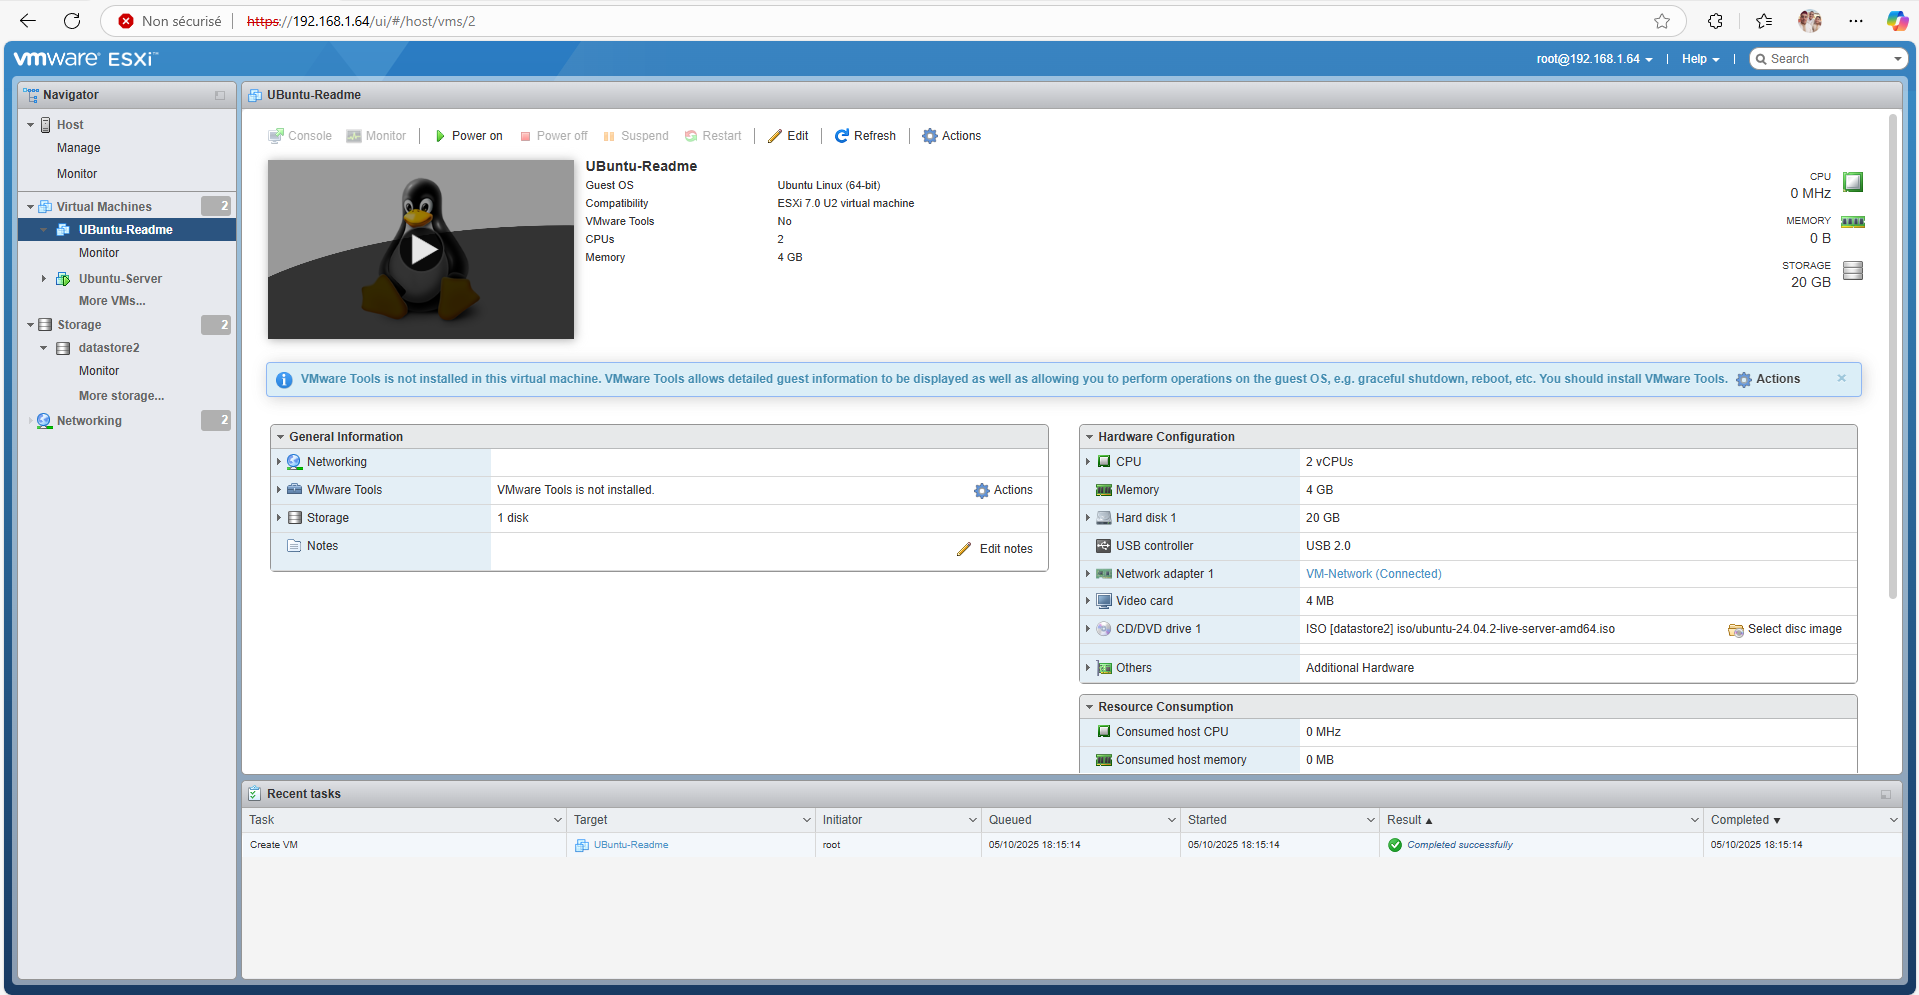 Non sécurisé https://192.168.1.64/ui/#/host/vms/2
vmware ESXi™
root@192.168.1.64 | Help | Search
Navigator
Host
Manage
Monitor
Virtual Machines 2
UBuntu-Readme
Monitor
Ubuntu-Server
More VMs...
Storage 2
datastore2
Monitor
More storage...
Networking 2
UBuntu-Readme
Console Monitor Power on Power off Suspend Restart Edit Refresh Actions
UBuntu-Readme
Guest OS Ubuntu Linux (64-bit)
Compatibility ESXi 7.0 U2 virtual machine
VMware Tools No
CPUs 2
Memory 4 GB
CPU
0 MHz
MEMORY
0 B
STORAGE
20 GB
VMware Tools is not installed in this virtual machine. VMware Tools allows detailed guest information to be displayed as well as allowing you to perform operations on the guest OS, e.g. graceful shutdown, reboot, etc. You should install VMware Tools. Actions ×
General Information
Networking
VMware Tools VMware Tools is not installed. Actions
Storage 1 disk
Notes Edit notes
Hardware Configuration
CPU 2 vCPUs
Memory 4 GB
Hard disk 1 20 GB
USB controller USB 2.0
Network adapter 1 VM-Network (Connected)
Video card 4 MB
CD/DVD drive 1 ISO [datastore2] iso/ubuntu-24.04.2-live-server-amd64.iso Select disc image
Others Additional Hardware
Resource Consumption
Consumed host CPU 0 MHz
Consumed host memory 0 MB
Recent tasks
Task Target Initiator Queued Started Result ▲ Completed ▼
Create VM UBuntu-Readme root 05/10/2025 18:15:14 05/10/2025 18:15:14 Completed successfully 05/10/2025 18:15:14